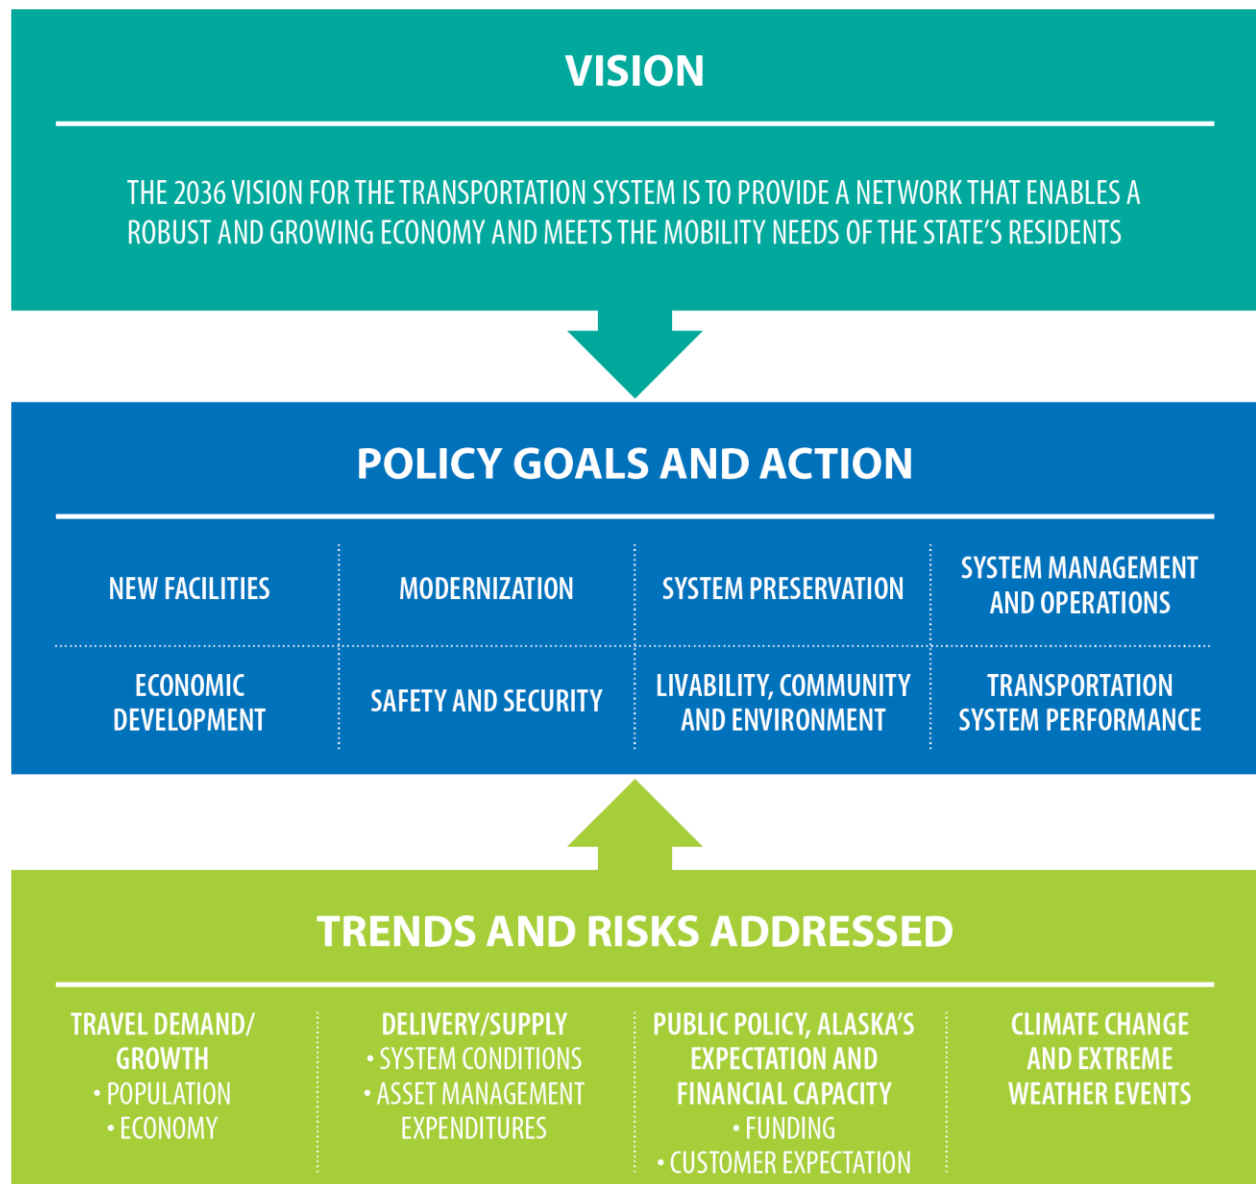 VISION
THE 2036 VISION FOR THE TRANSPORTATION SYSTEM IS TO PROVIDE A NETWORK THAT ENABLES A
ROBUST AND GROWING ECONOMY AND MEETS THE MOBILITY NEEDS OF THE STATE'S RESIDENTS
POLICY GOALS AND ACTION
NEW FACILITIES
MODERNIZATION
SYSTEM PRESERVATION
SYSTEM MANAGEMENT
AND OPERATIONS
ECONOMIC
DEVELOPMENT
SAFETY AND SECURITY
LIVABILITY, COMMUNITY
AND ENVIRONMENT
TRANSPORTATION
SYSTEM PERFORMANCE
TRENDS AND RISKS ADDRESSED
TRAVEL DEMAND/
GROWTH
• POPULATION
• ECONOMY
DELIVERY/SUPPLY
• SYSTEM CONDITIONS
• ASSET MANAGEMENT
EXPENDITURES
PUBLIC POLICY, ALASKA'S
EXPECTATION AND
FINANCIAL CAPACITY
• FUNDING
• CUSTOMER EXPECTATION
CLIMATE CHANGE
AND EXTREME
WEATHER EVENTS